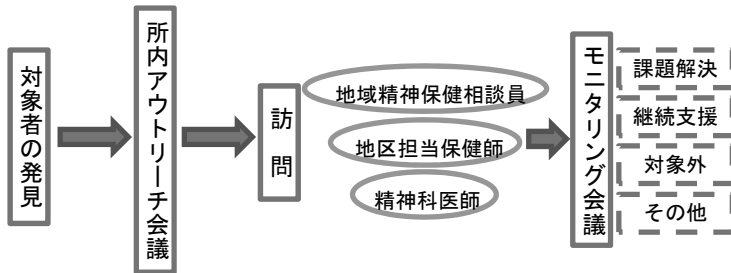 対象者の発見
所内アウトリーチ会議
訪問
地域精神保健相談員
地区担当保健師
精神科医師
モニタリング会議
課題解決
継続支援
対象外
その他